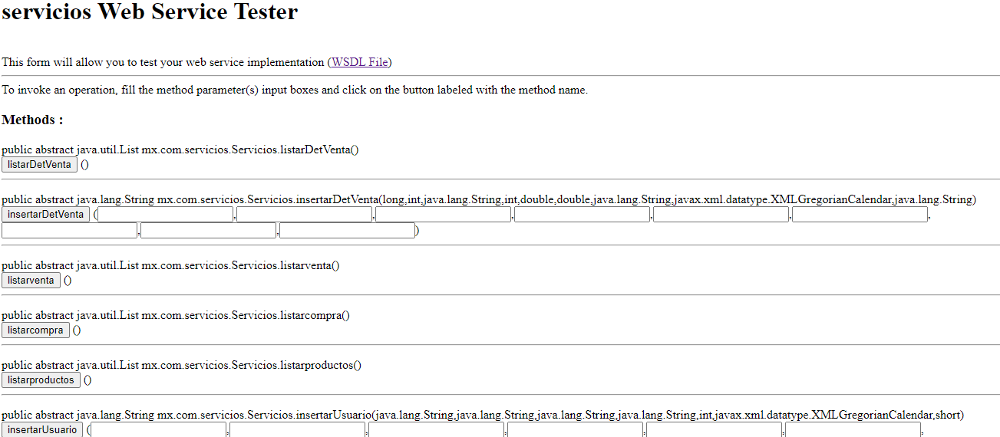 servicios Web Service Tester
This form will allow you to test your web service implementation (WSDL File)
To invoke an operation, fill the method parameter(s) input boxes and click on the button labeled with the method name.
Methods :
public abstract java.util.List mx.com.servicios.Servicios.listarDetVenta()
listarDetVenta ()
public abstract java.lang.String mx.com.servicios.Servicios.insertarDetVenta(long,int,java.lang.String,int,double,double,java.lang.String,javax.xml.datatype.XMLGregorianCalendar,java.lang.String)
insertarDetVenta ( , , , , , ,
, , )
public abstract java.util.List mx.com.servicios.Servicios.listarventa()
listarventa ()
public abstract java.util.List mx.com.servicios.Servicios.listarcompra()
listarcompra ()
public abstract java.util.List mx.com.servicios.Servicios.listarproductos()
listarproductos ()
public abstract java.lang.String mx.com.servicios.Servicios.insertarUsuario(java.lang.String,java.lang.String,java.lang.String,java.lang.String,int,javax.xml.datatype.XMLGregorianCalendar,short)
insertarUsuario ( , , , , , ,